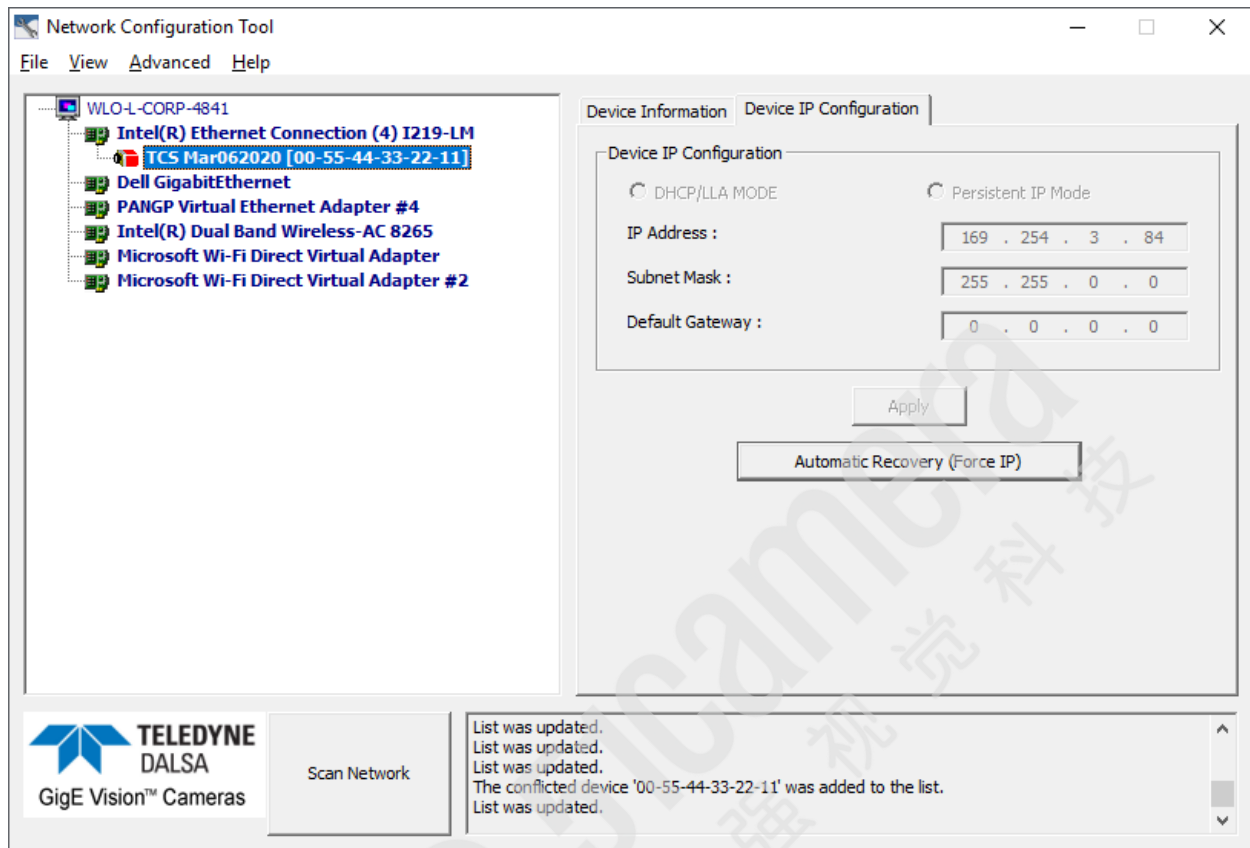 Network Configuration Tool
File View Advanced Help
WLO-L-CORP-4841
Intel(R) Ethernet Connection (4) I219-LM
TCS Mar062020 [00-55-44-33-22-11]
Dell GigabitEthernet
PANGP Virtual Ethernet Adapter #4
Intel(R) Dual Band Wireless-AC 8265
Microsoft Wi-Fi Direct Virtual Adapter
Microsoft Wi-Fi Direct Virtual Adapter #2
Device Information Device IP Configuration
Device IP Configuration
DHCP/LLA MODE Persistent IP Mode
IP Address : 169 . 254 . 3 . 84
Subnet Mask : 255 . 255 . 0 . 0
Default Gateway : 0 . 0 . 0 . 0
Apply
Automatic Recovery (Force IP)
TELEDYNE
DALSA
GigE Vision™ Cameras
Scan Network
List was updated.
List was updated.
List was updated.
The conflicted device '00-55-44-33-22-11' was added to the list.
List was updated.
视觉科技